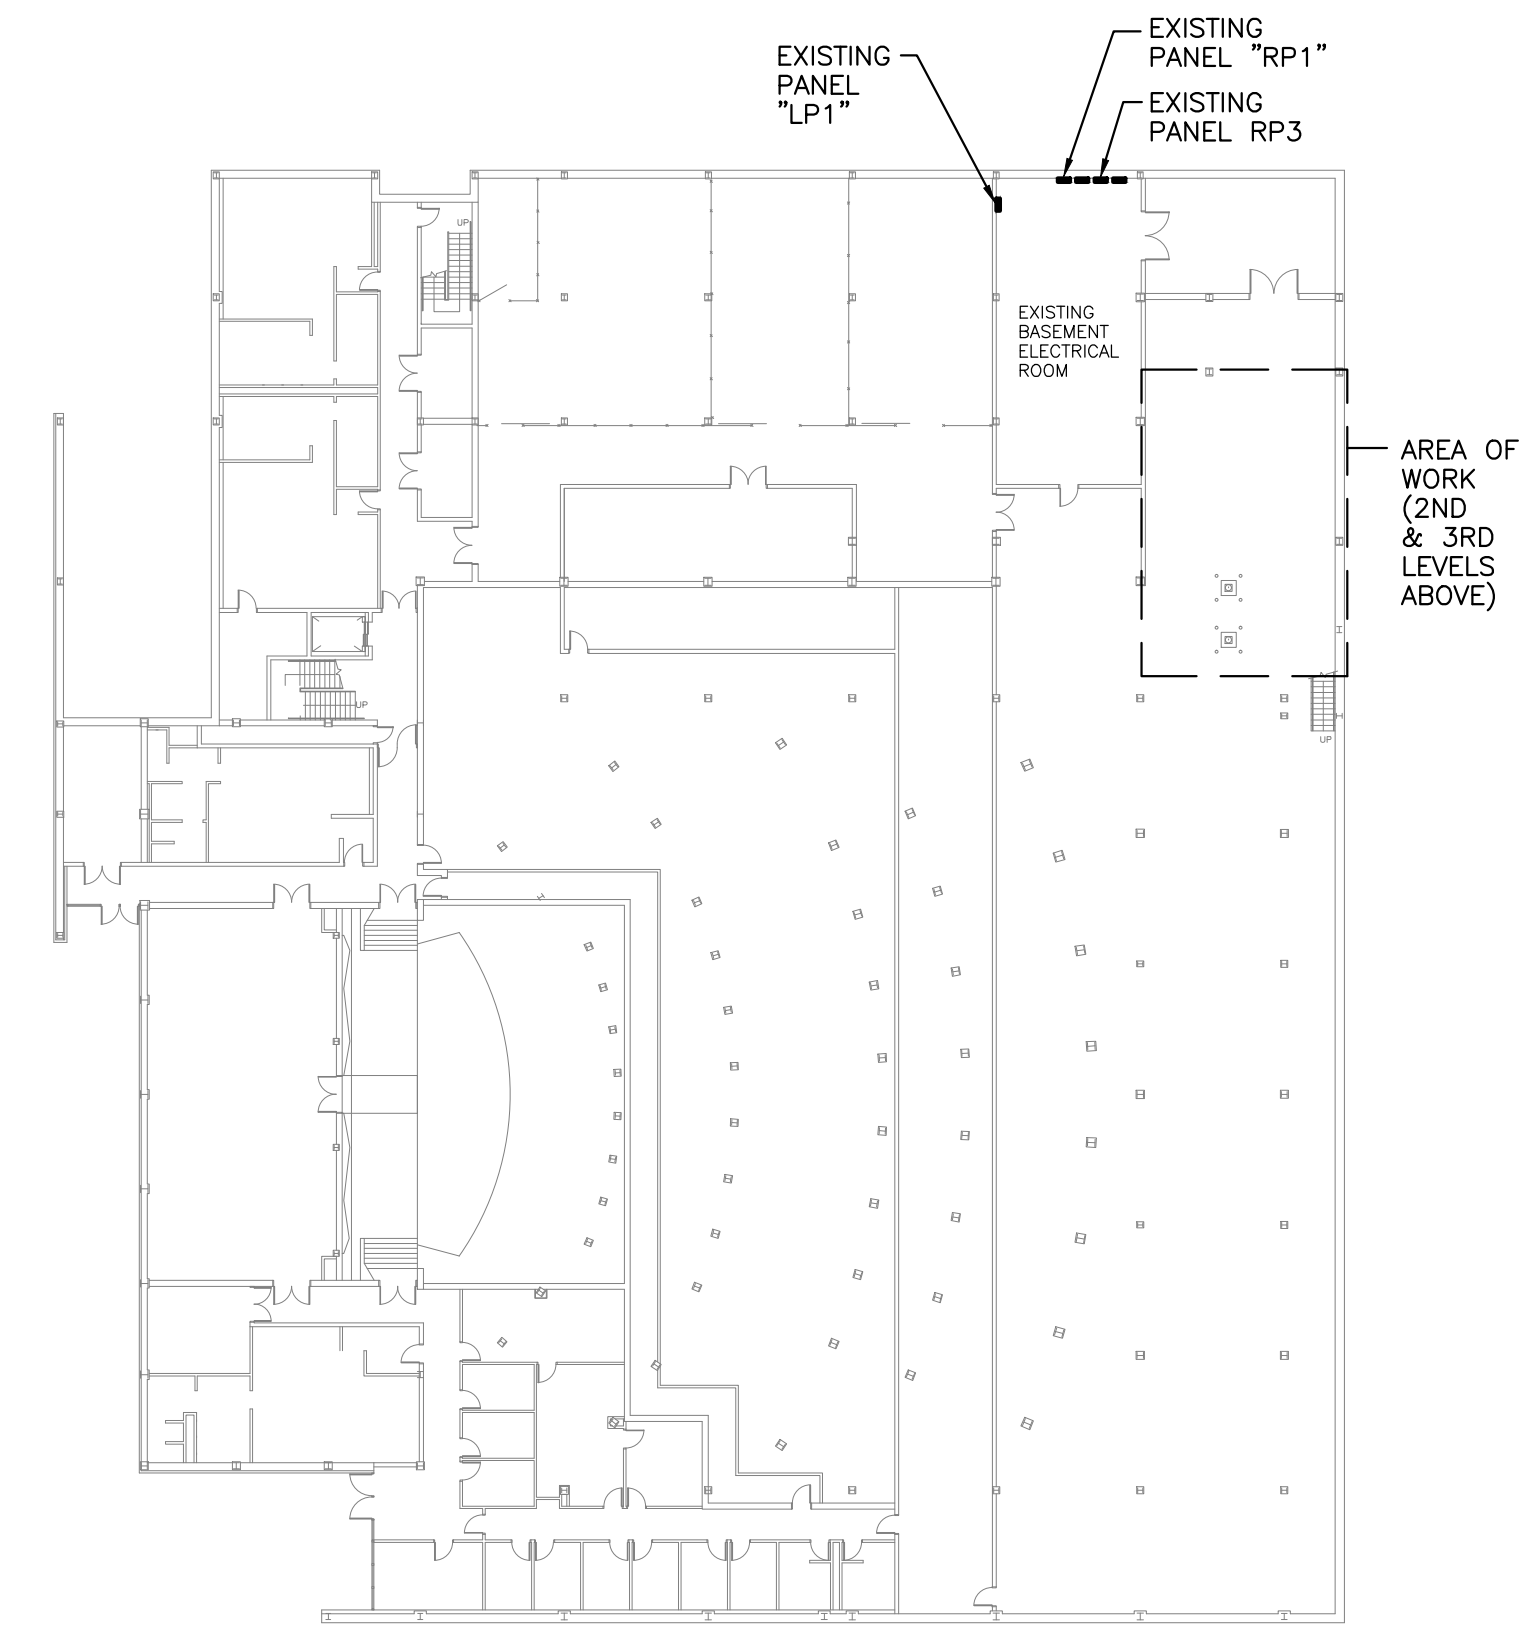 EXISTING
PANEL "RP1"
EXISTING
PANEL
"LP1"
EXISTING
PANEL RP3
UP
EXISTING
BASEMENT
ELECTRICAL
ROOM
AREA OF
WORK
(2ND
& 3RD
LEVELS
ABOVE)
UP
UP